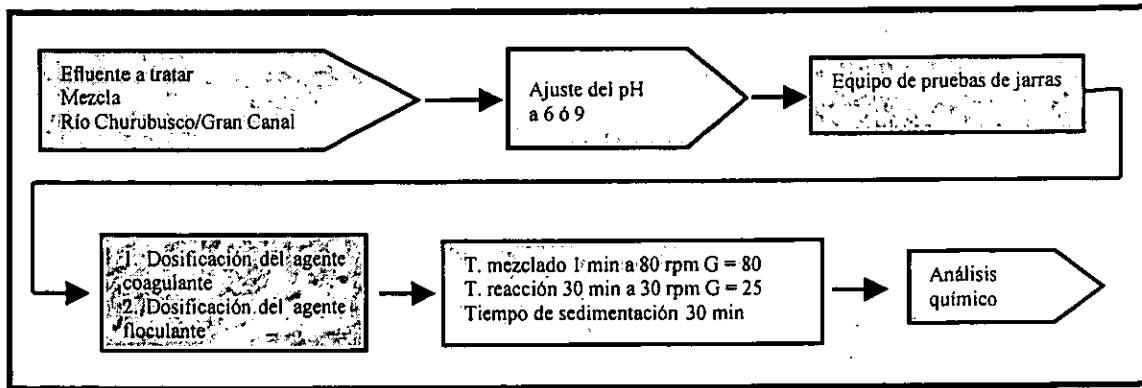 Efluente a tratar
Mezcla
Río Churubusco/Gran Canal
Ajuste del pH
a 6 ó 9
Equipo de pruebas de jarras
1. Dosificación del agente
coagulante
2. Dosificación del agente
floculante
T. mezclado 1 min a 80 rpm G = 80
T. reacción 30 min a 30 rpm G = 25
Tiempo de sedimentación 30 min
Análisis
químico